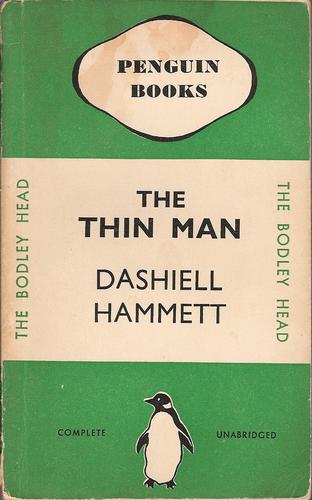 PENGUIN
BOOKS
THE
THIN MAN
DASHIELL
HAMMETT
THE BODLEY HEAD
THE BODLEY HEAD
COMPLETE
UNABRIDGED